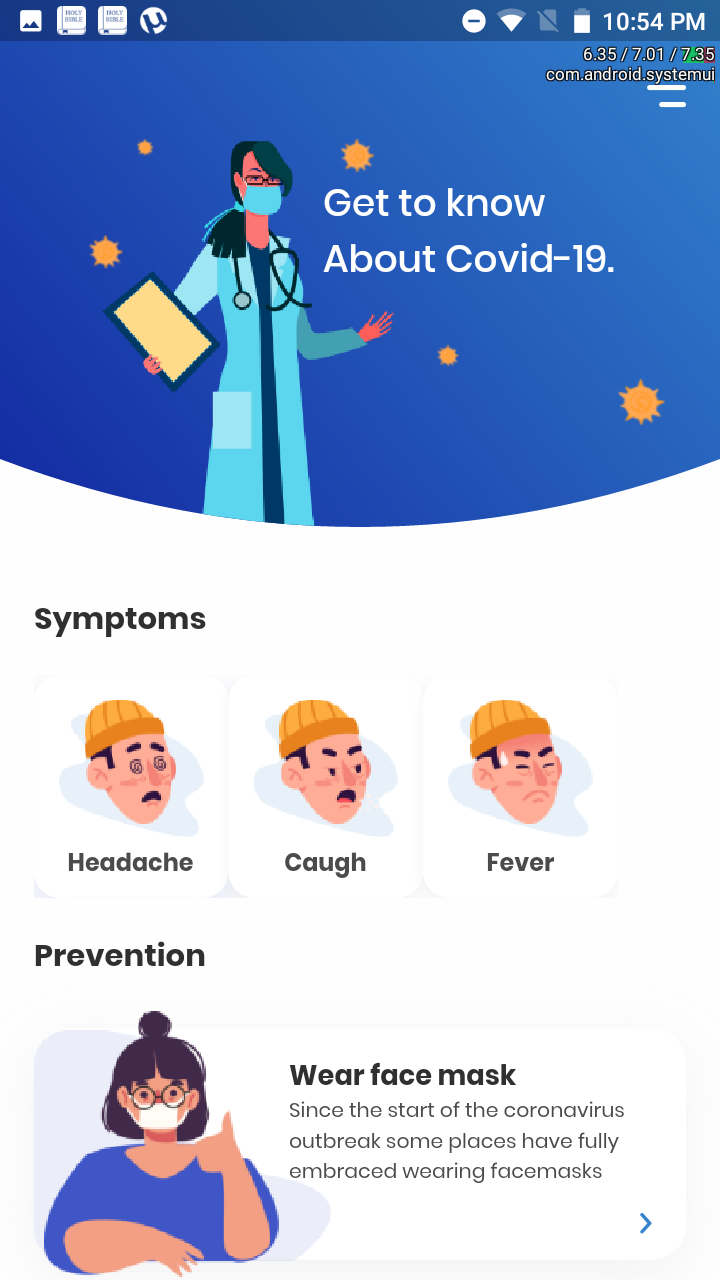 HOLY
BIBLE
HOLY
BIBLE
10:54 PM
6.35 / 7.01 / 7.35
com.android.systemui
Get to know
About Covid-19.
Symptoms
Headache
Caugh
Fever
Prevention
Wear face mask
Since the start of the coronavirus
outbreak some places have fully
embraced wearing facemasks